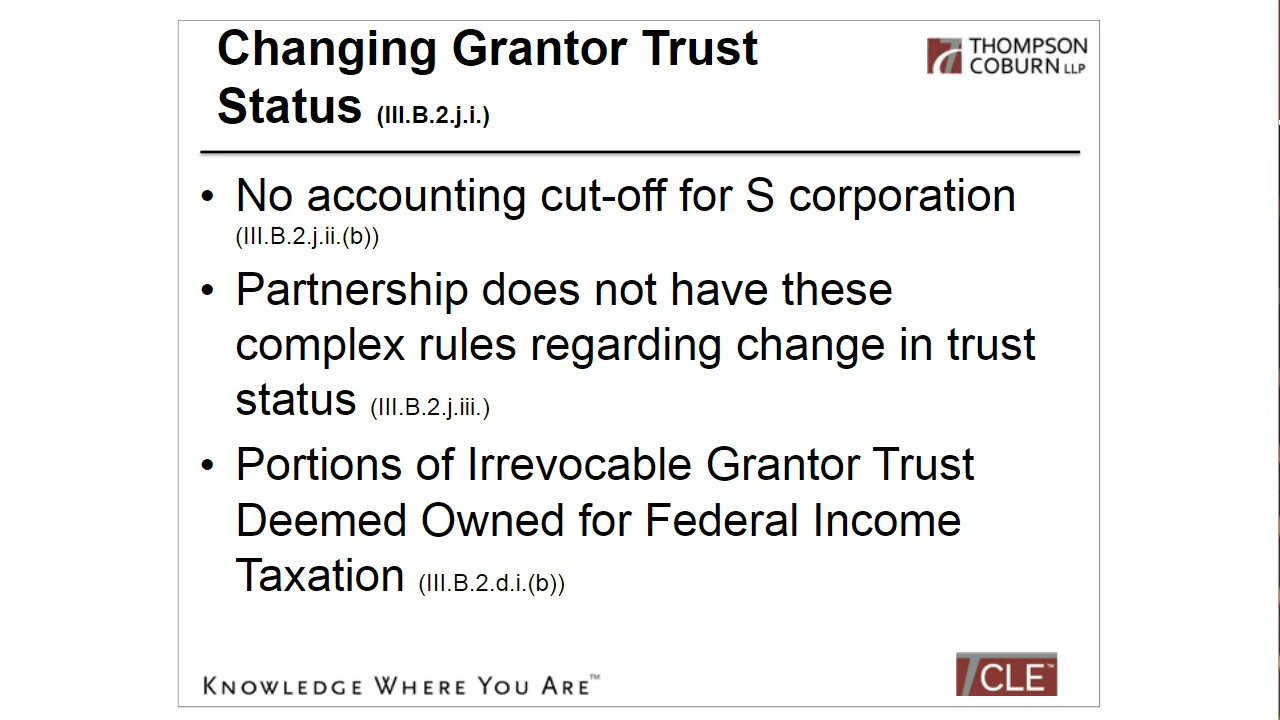 Changing Grantor Trust
Status (III.B.2.j.i.)
THOMPSON
COBURN LLP
• No accounting cut-off for S corporation
(III.B.2.j.ii.(b))
• Partnership does not have these
complex rules regarding change in trust
status (III.B.2.j.iii.)
• Portions of Irrevocable Grantor Trust
Deemed Owned for Federal Income
Taxation (III.B.2.d.i.(b))
KNOWLEDGE WHERE YOU ARE™
CLE™